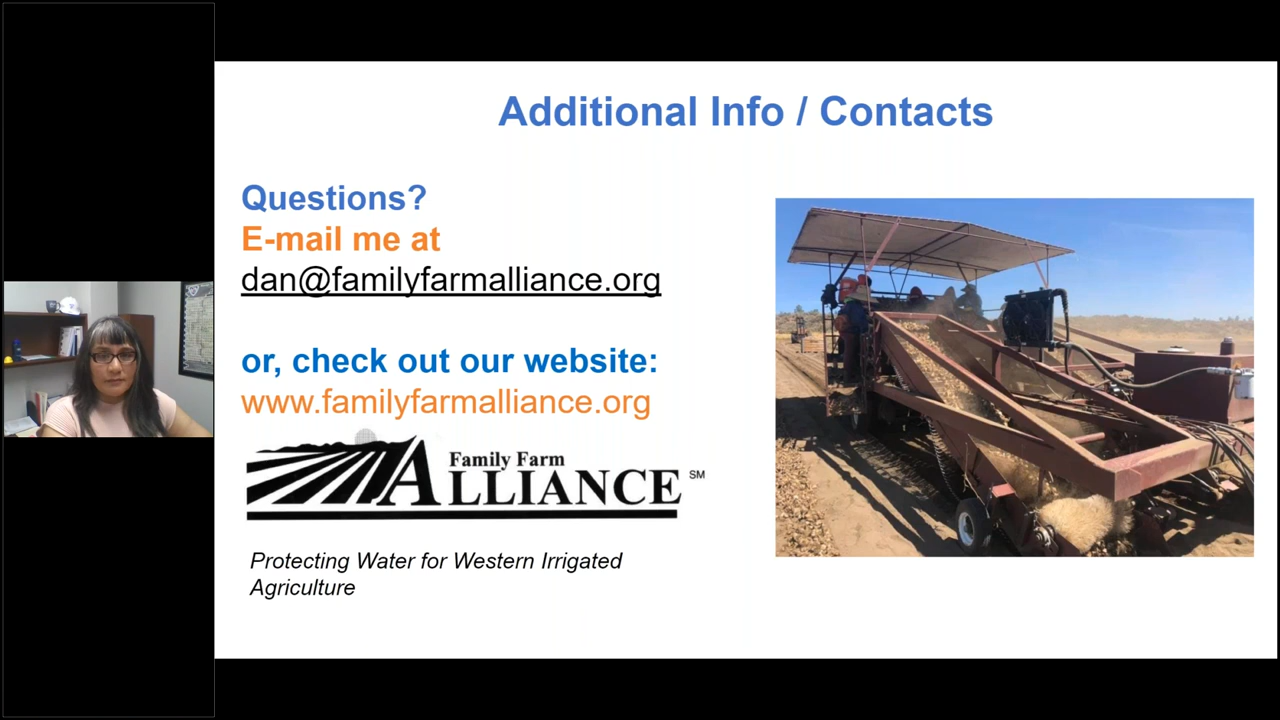 Additional Info / Contacts
Questions?
E-mail me at
dan@familyfarmalliance.org
or, check out our website:
www.familyfarmalliance.org
Family Farm
ALLIANCE SM
Protecting Water for Western Irrigated
Agriculture